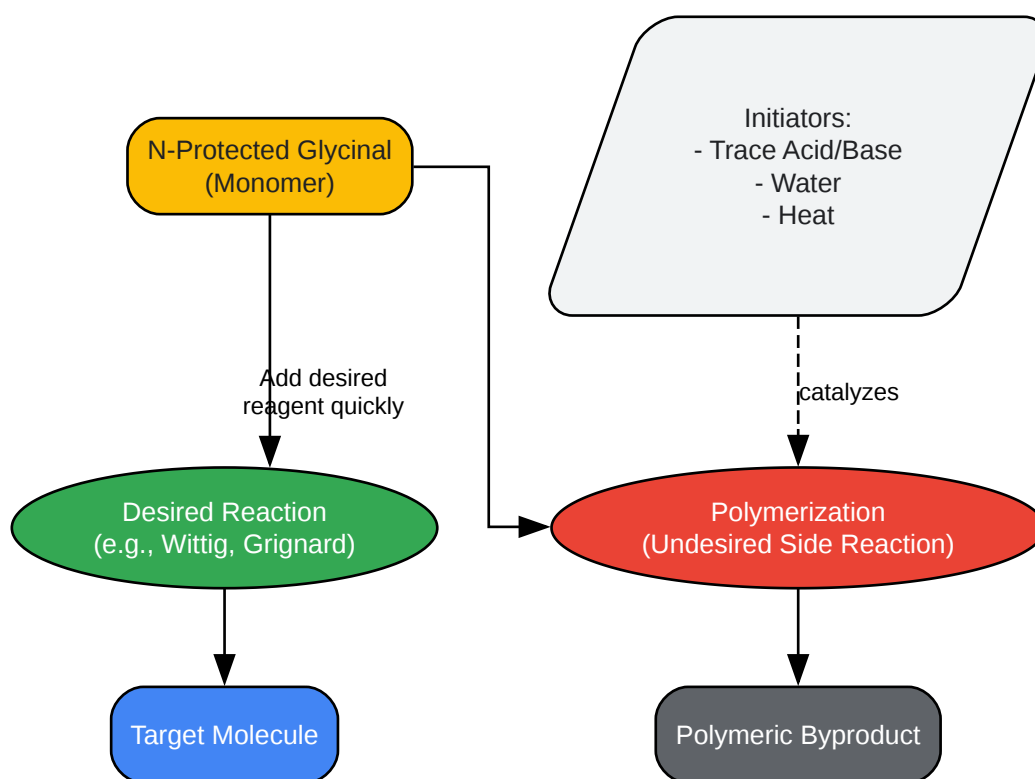 Initiators:
- Trace Acid/Base
- Water
- Heat
N-Protected Glycinal
(Monomer)
Add desired
reagent quickly
catalyzes
Desired Reaction
(e.g., Wittig, Grignard)
Polymerization
(Undesired Side Reaction)
Target Molecule
Polymeric Byproduct